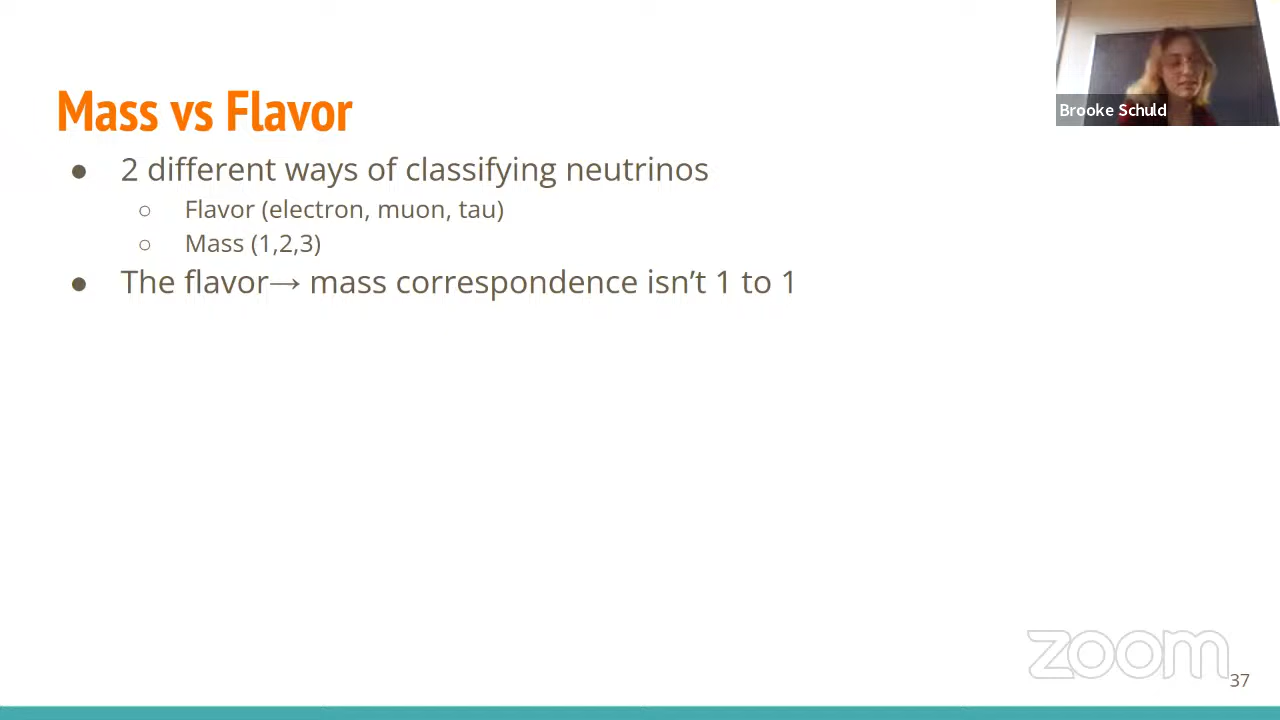 Brooke Schuld
Mass vs Flavor
● 2 different ways of classifying neutrinos
○ Flavor (electron, muon, tau)
○ Mass (1,2,3)
● The flavor→ mass correspondence isn’t 1 to 1
zoom
37